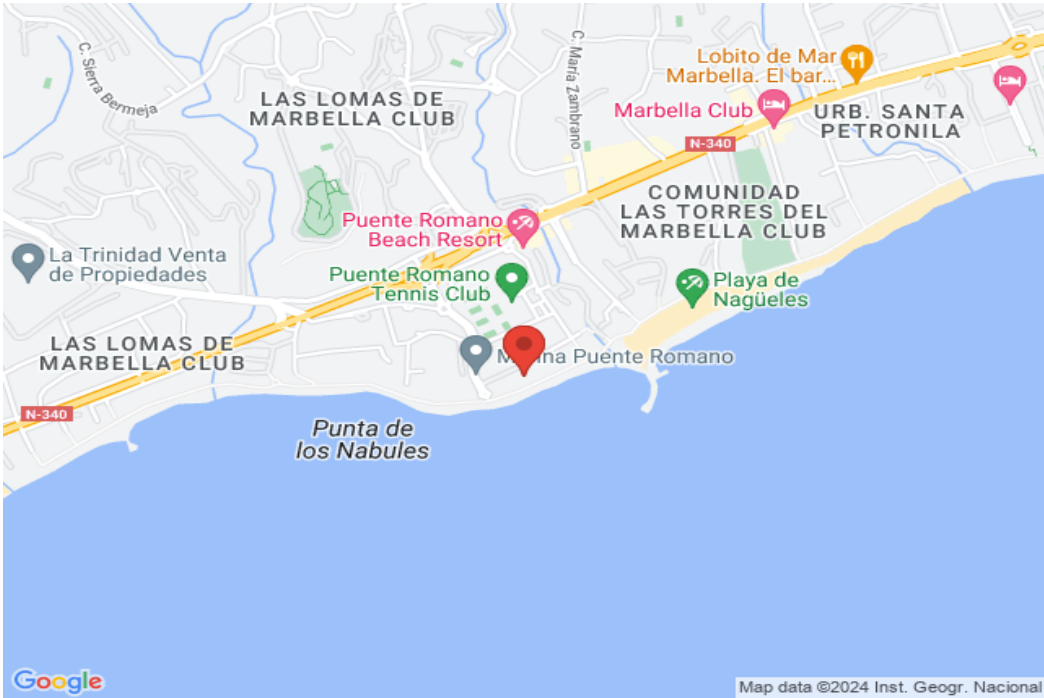 C. Sierra Bermeja
LAS LOMAS DE
MARBELLA CLUB
C. María Zambrano
Lobito de Mar
Marbella. El bar...
Marbella Club
URB. SANTA
PETRONILA
N-340
COMUNIDAD
LAS TORRES DEL
MARBELLA CLUB
Puente Romano
Beach Resort
La Trinidad Venta
de Propiedades
Puente Romano
Tennis Club
Playa de
Nagüeles
LAS LOMAS DE
MARBELLA CLUB
Puente Romano
N-340
Punta de
los Nabules
Google
Map data ©2024 Inst. Geogr. Nacional